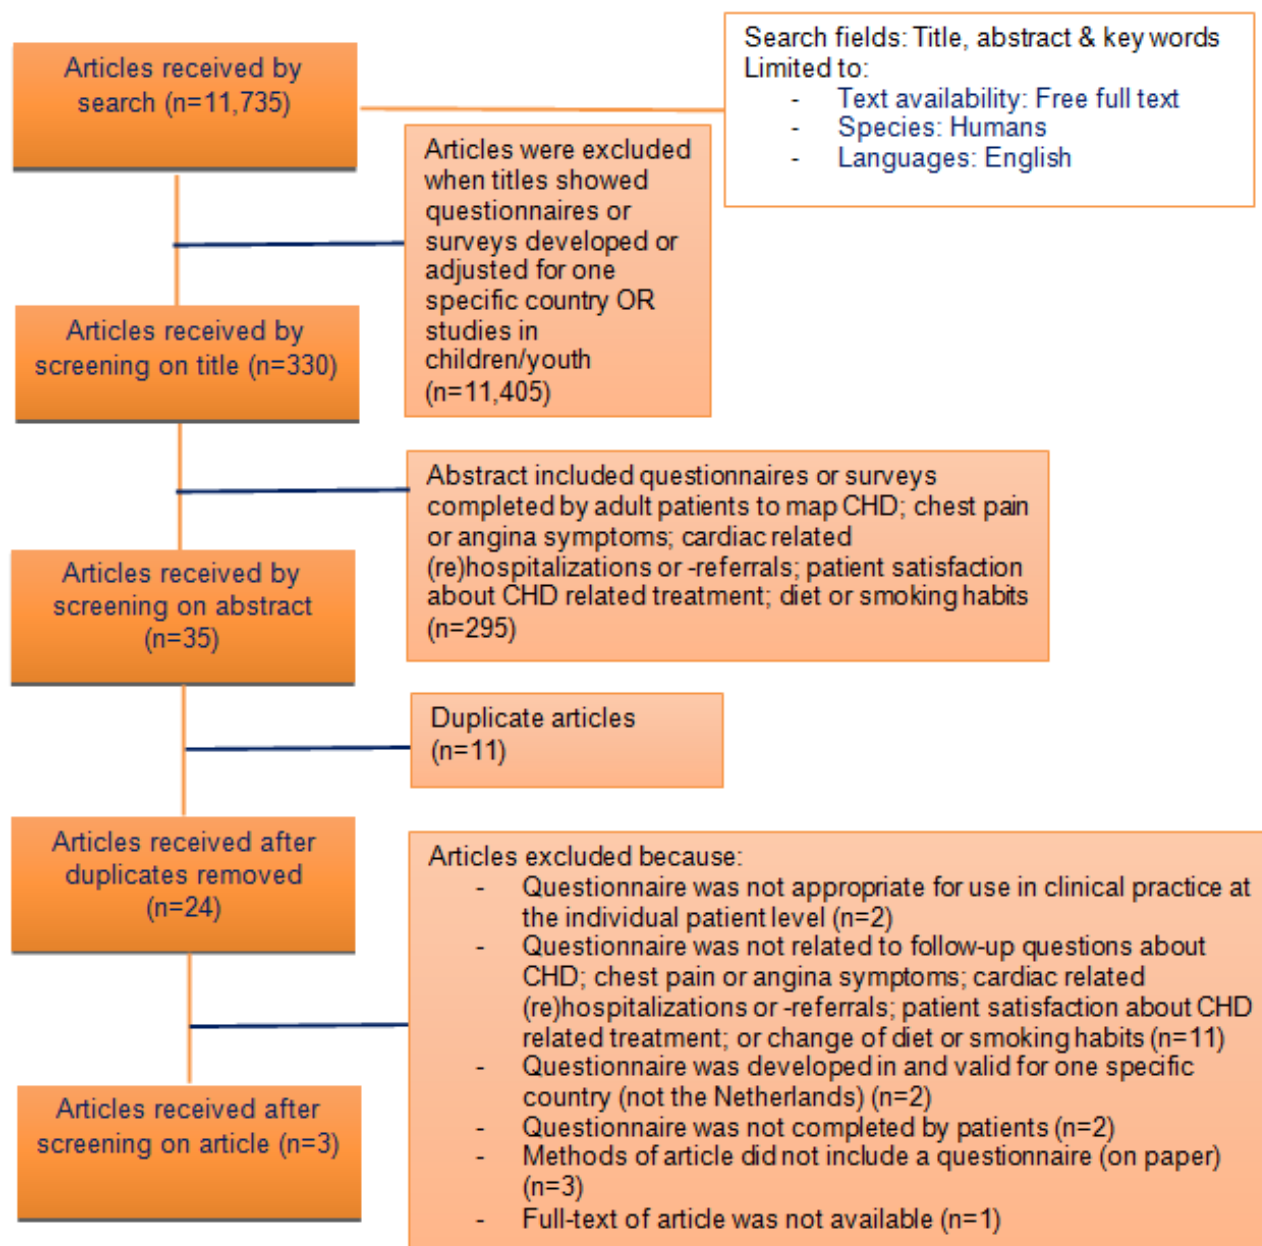 Articles received by
search (n=11,735)
Search fields: Title, abstract & key words
Limited to:
- Text availability: Free full text
- Species: Humans
- Languages: English
Articles were excluded
when titles showed
questionnaires or
surveys developed or
adjusted for one
specific country OR
studies in
children/youth
(n=11,405)
Articles received by
screening on title (n=330)
Abstract included questionnaires or surveys
completed by adult patients to map CHD; chest pain
or angina symptoms; cardiac related
(re)hospitalizations or -referrals; patient satisfaction
about CHD related treatment; diet or smoking habits
(n=295)
Articles received by
screening on abstract
(n=35)
Duplicate articles
(n=11)
Articles received after
duplicates removed
(n=24)
Articles excluded because:
- Questionnaire was not appropriate for use in clinical practice at
the individual patient level (n=2)
- Questionnaire was not related to follow-up questions about
CHD; chest pain or angina symptoms; cardiac related
(re)hospitalizations or -referrals; patient satisfaction about CHD
related treatment; or change of diet or smoking habits (n=11)
- Questionnaire was developed in and valid for one specific
country (not the Netherlands) (n=2)
- Questionnaire was not completed by patients (n=2)
- Methods of article did not include a questionnaire (on paper)
(n=3)
- Full-text of article was not available (n=1)
Articles received after
screening on article (n=3)